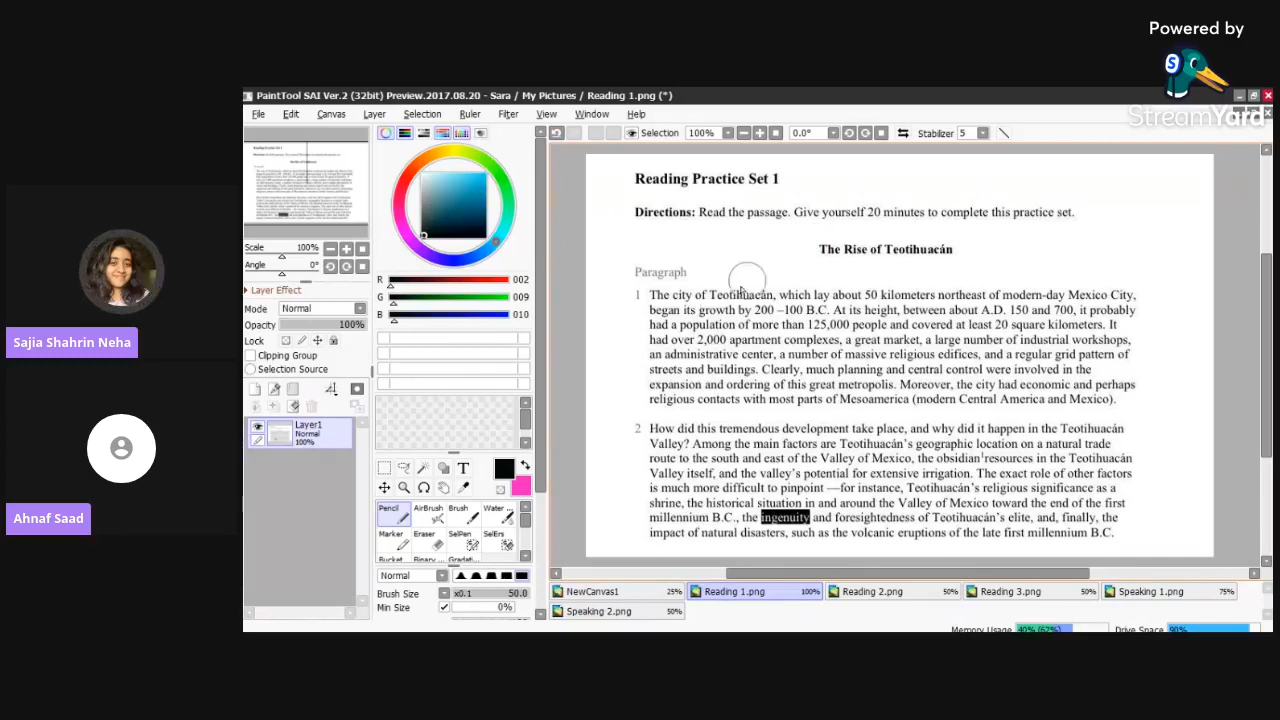 Powered by
StreamYard
PaintTool SAI Ver.2 (32bit) Preview.2017.08.20 - Sara / My Pictures / Reading 1.png (*)
File Edit Canvas Layer Selection Ruler Filter View Window Help
Selection 100% 0.0° Stabilizer 5
Scale 100%
Angle 0°
Layer Effect
Mode Normal
Opacity 100%
Lock
Clipping Group
Selection Source
Layer1
Normal
100%
R 002
G 009
B 010
T
Pencil AirBrush Brush Water ...
Marker Eraser SelPen SelErs
Bucket Binary ... Gradati...
Normal
Brush Size x0.1 50.0
Min Size 0%
Reading Practice Set 1
Directions: Read the passage. Give yourself 20 minutes to complete this practice set.
The Rise of Teotihuacán
Paragraph
1 The city of Teotihuacán, which lay about 50 kilometers northeast of modern-day Mexico City,
began its growth by 200 –100 B.C. At its height, between about A.D. 150 and 700, it probably
had a population of more than 125,000 people and covered at least 20 square kilometers. It
had over 2,000 apartment complexes, a great market, a large number of industrial workshops,
an administrative center, a number of massive religious edifices, and a regular grid pattern of
streets and buildings. Clearly, much planning and central control were involved in the
expansion and ordering of this great metropolis. Moreover, the city had economic and perhaps
religious contacts with most parts of Mesoamerica (modern Central America and Mexico).
2 How did this tremendous development take place, and why did it happen in the Teotihuacán
Valley? Among the main factors are Teotihuacán's geographic location on a natural trade
route to the south and east of the Valley of Mexico, the obsidian¹resources in the Teotihuacán
Valley itself, and the valley's potential for extensive irrigation. The exact role of other factors
is much more difficult to pinpoint —for instance, Teotihuacán's religious significance as a
shrine, the historical situation in and around the Valley of Mexico toward the end of the first
millennium B.C., the ingenuity and foresightedness of Teotihuacán's elite, and, finally, the
impact of natural disasters, such as the volcanic eruptions of the late first millennium B.C.
NewCanvas1 25% Reading 1.png 100% Reading 2.png 50% Reading 3.png 50% Speaking 1.png 75%
Speaking 2.png 50%
Memory Usage 40% (62%) Drive Space 90%
Sajia Shahrin Neha
Ahnaf Saad